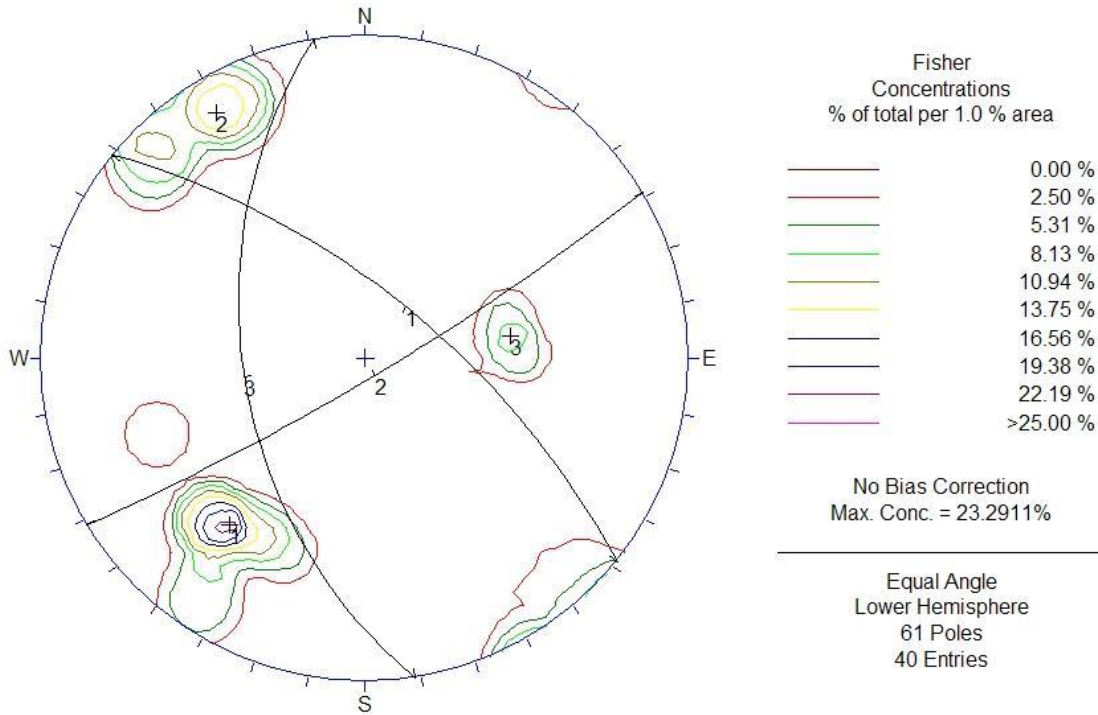 N
Fisher
Concentrations
% of total per 1.0 % area
2
0.00 %
2.50 %
5.31 %
8.13 %
10.94 %
13.75 %
16.56 %
19.38 %
22.19 %
>25.00 %
1
3
W
E
2
3
1
No Bias Correction
Max. Conc. = 23.2911%
Equal Angle
Lower Hemisphere
61 Poles
40 Entries
S